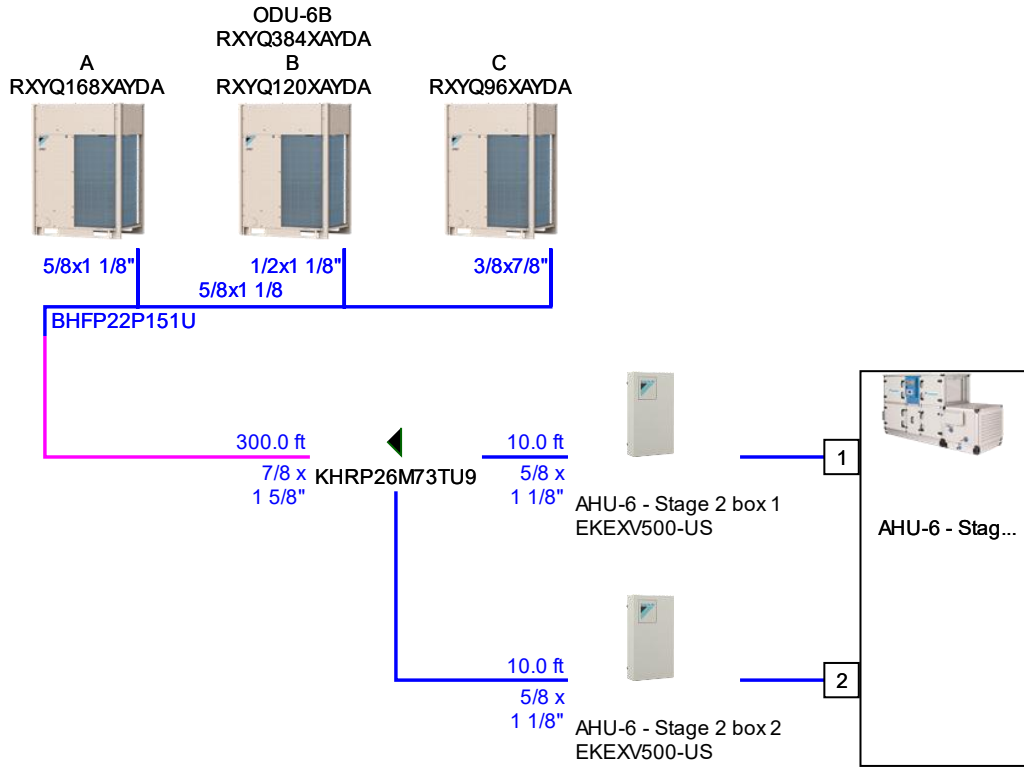 ODU-6B
RXYQ384XAYDA
A
RXYQ168XAYDA
B
RXYQ120XAYDA
C
RXYQ96XAYDA
5/8x1 1/8"
1/2x1 1/8"
3/8x7/8"
5/8x1 1/8
BHFP22P151U
300.0 ft
7/8 x
1 5/8"
KHRP26M73TU9
10.0 ft
5/8 x
1 1/8"
AHU-6 - Stage 2 box 1
EKEXV500-US
1
AHU-6 - Stag...
10.0 ft
5/8 x
1 1/8"
AHU-6 - Stage 2 box 2
EKEXV500-US
2